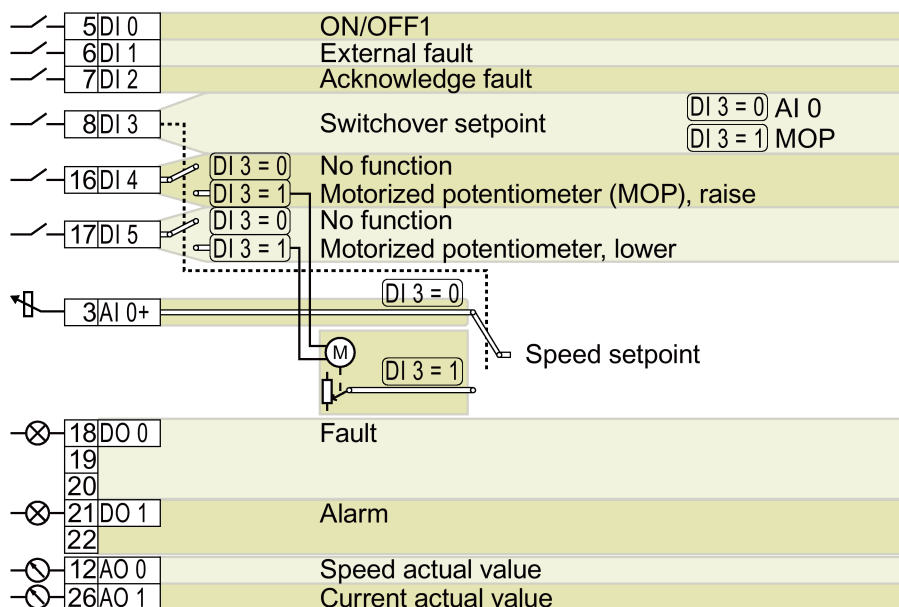 5 DI 0 ON/OFF1
6 DI 1 External fault
7 DI 2 Acknowledge fault
8 DI 3 Switchover setpoint DI 3 = 0 AI 0
DI 3 = 1 MOP
16 DI 4 DI 3 = 0 No function
DI 3 = 1 Motorized potentiometer (MOP), raise
17 DI 5 DI 3 = 0 No function
DI 3 = 1 Motorized potentiometer, lower
DI 3 = 0
3 AI 0+
M Speed setpoint
DI 3 = 1
18 DO 0 Fault
19
20
21 DO 1 Alarm
22
12 AO 0 Speed actual value
26 AO 1 Current actual value